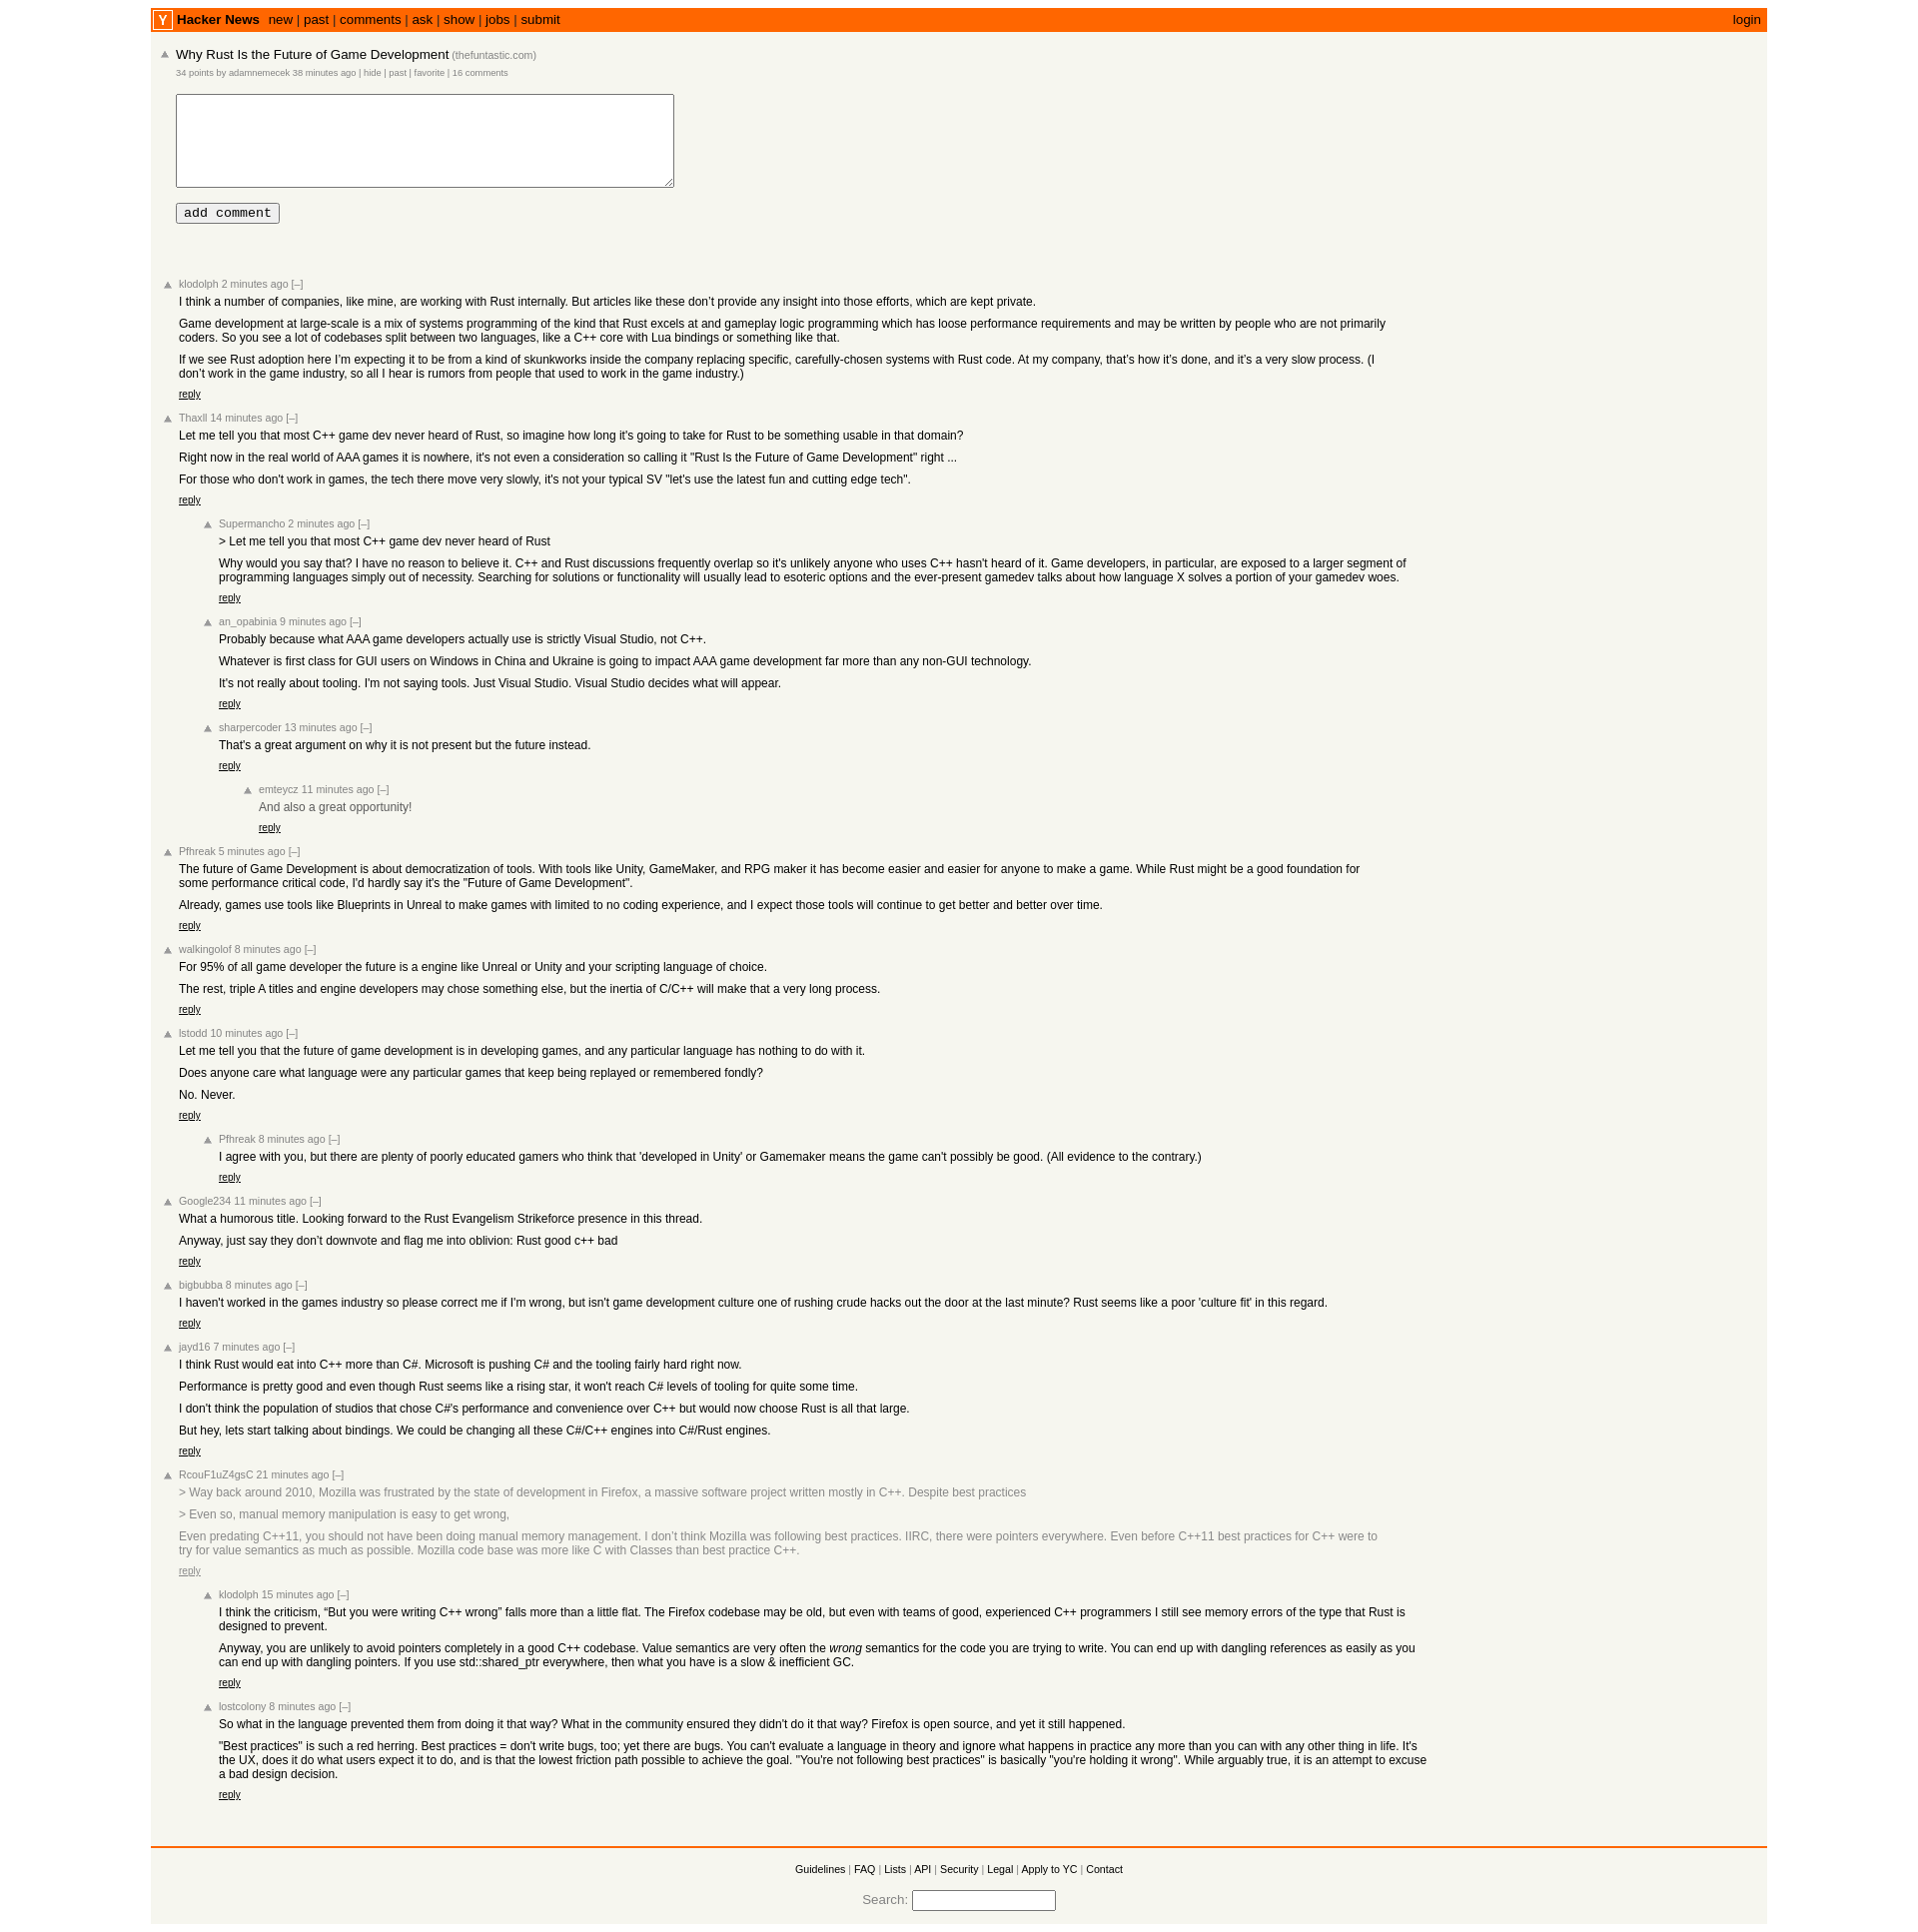 Y Hacker News new | past | comments | ask | show | jobs | submit login
Why Rust Is the Future of Game Development (thefuntastic.com)
34 points by adamnemecek 38 minutes ago | hide | past | favorite | 16 comments
add comment
klodolph 2 minutes ago [–]
I think a number of companies, like mine, are working with Rust internally. But articles like these don’t provide any insight into those efforts, which are kept private.
Game development at large-scale is a mix of systems programming of the kind that Rust excels at and gameplay logic programming which has loose performance requirements and may be written by people who are not primarily
coders. So you see a lot of codebases split between two languages, like a C++ core with Lua bindings or something like that.
If we see Rust adoption here I’m expecting it to be from a kind of skunkworks inside the company replacing specific, carefully-chosen systems with Rust code. At my company, that’s how it’s done, and it’s a very slow process. (I
don’t work in the game industry, so all I hear is rumors from people that used to work in the game industry.)
reply
Thaxll 14 minutes ago [–]
Let me tell you that most C++ game dev never heard of Rust, so imagine how long it's going to take for Rust to be something usable in that domain?
Right now in the real world of AAA games it is nowhere, it's not even a consideration so calling it "Rust Is the Future of Game Development" right ...
For those who don't work in games, the tech there move very slowly, it's not your typical SV "let's use the latest fun and cutting edge tech".
reply
Supermancho 2 minutes ago [–]
> Let me tell you that most C++ game dev never heard of Rust
Why would you say that? I have no reason to believe it. C++ and Rust discussions frequently overlap so it's unlikely anyone who uses C++ hasn't heard of it. Game developers, in particular, are exposed to a larger segment of
programming languages simply out of necessity. Searching for solutions or functionality will usually lead to esoteric options and the ever-present gamedev talks about how language X solves a portion of your gamedev woes.
reply
an_opabinia 9 minutes ago [–]
Probably because what AAA game developers actually use is strictly Visual Studio, not C++.
Whatever is first class for GUI users on Windows in China and Ukraine is going to impact AAA game development far more than any non-GUI technology.
It's not really about tooling. I'm not saying tools. Just Visual Studio. Visual Studio decides what will appear.
reply
sharpercoder 13 minutes ago [–]
That's a great argument on why it is not present but the future instead.
reply
emteycz 11 minutes ago [–]
And also a great opportunity!
reply
Pfhreak 5 minutes ago [–]
The future of Game Development is about democratization of tools. With tools like Unity, GameMaker, and RPG maker it has become easier and easier for anyone to make a game. While Rust might be a good foundation for
some performance critical code, I'd hardly say it's the "Future of Game Development".
Already, games use tools like Blueprints in Unreal to make games with limited to no coding experience, and I expect those tools will continue to get better and better over time.
reply
walkingolof 8 minutes ago [–]
For 95% of all game developer the future is a engine like Unreal or Unity and your scripting language of choice.
The rest, triple A titles and engine developers may chose something else, but the inertia of C/C++ will make that a very long process.
reply
lstodd 10 minutes ago [–]
Let me tell you that the future of game development is in developing games, and any particular language has nothing to do with it.
Does anyone care what language were any particular games that keep being replayed or remembered fondly?
No. Never.
reply
Pfhreak 8 minutes ago [–]
I agree with you, but there are plenty of poorly educated gamers who think that 'developed in Unity' or Gamemaker means the game can't possibly be good. (All evidence to the contrary.)
reply
Google234 11 minutes ago [–]
What a humorous title. Looking forward to the Rust Evangelism Strikeforce presence in this thread.
Anyway, just say they don’t downvote and flag me into oblivion: Rust good c++ bad
reply
bigbubba 8 minutes ago [–]
I haven't worked in the games industry so please correct me if I'm wrong, but isn't game development culture one of rushing crude hacks out the door at the last minute? Rust seems like a poor 'culture fit' in this regard.
reply
jayd16 7 minutes ago [–]
I think Rust would eat into C++ more than C#. Microsoft is pushing C# and the tooling fairly hard right now.
Performance is pretty good and even though Rust seems like a rising star, it won't reach C# levels of tooling for quite some time.
I don't think the population of studios that chose C#'s performance and convenience over C++ but would now choose Rust is all that large.
But hey, lets start talking about bindings. We could be changing all these C#/C++ engines into C#/Rust engines.
reply
RcouF1uZ4gsC 21 minutes ago [–]
> Way back around 2010, Mozilla was frustrated by the state of development in Firefox, a massive software project written mostly in C++. Despite best practices
> Even so, manual memory manipulation is easy to get wrong,
Even predating C++11, you should not have been doing manual memory management. I don’t think Mozilla was following best practices. IIRC, there were pointers everywhere. Even before C++11 best practices for C++ were to
try for value semantics as much as possible. Mozilla code base was more like C with Classes than best practice C++.
reply
klodolph 15 minutes ago [–]
I think the criticism, “But you were writing C++ wrong” falls more than a little flat. The Firefox codebase may be old, but even with teams of good, experienced C++ programmers I still see memory errors of the type that Rust is
designed to prevent.
Anyway, you are unlikely to avoid pointers completely in a good C++ codebase. Value semantics are very often the wrong semantics for the code you are trying to write. You can end up with dangling references as easily as you
can end up with dangling pointers. If you use std::shared_ptr everywhere, then what you have is a slow & inefficient GC.
reply
lostcolony 8 minutes ago [–]
So what in the language prevented them from doing it that way? What in the community ensured they didn't do it that way? Firefox is open source, and yet it still happened.
"Best practices" is such a red herring. Best practices = don't write bugs, too; yet there are bugs. You can't evaluate a language in theory and ignore what happens in practice any more than you can with any other thing in life. It's
the UX, does it do what users expect it to do, and is that the lowest friction path possible to achieve the goal. "You're not following best practices" is basically "you're holding it wrong". While arguably true, it is an attempt to excuse
a bad design decision.
reply
Guidelines | FAQ | Lists | API | Security | Legal | Apply to YC | Contact
Search: